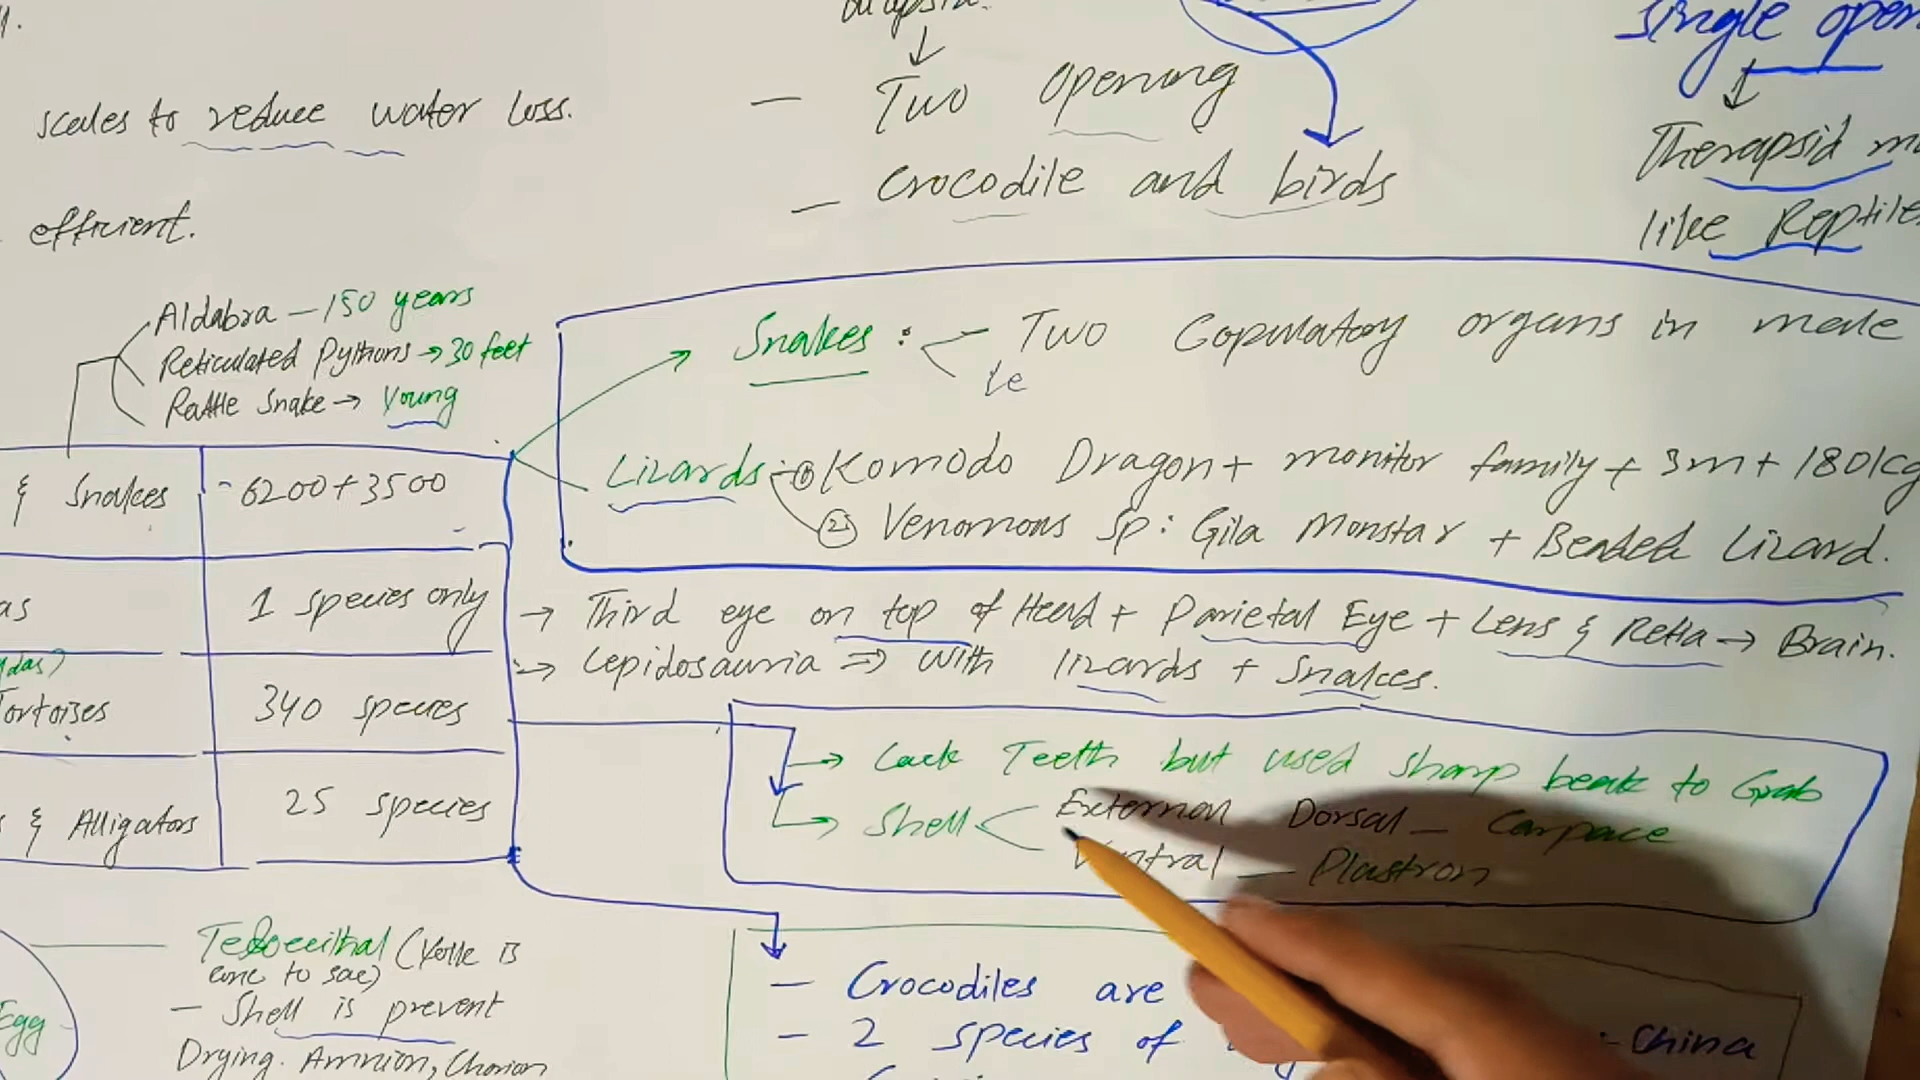 scales to reduce water loss.
efficient.
Two opening
Crocodile and birds
Single open
Therapsid
like Reptiles
Aldabra - 150 years
Reticulated Pythons → 30 feet
Rattle Snake → Young
Snakes : - Two Copulatory organs in male
le
Lizards : ① Komodo Dragon + monitor family + 3m + 180kg
② Venomous Sp: Gila Monstar + Beaded Lizard.
& Snakes
6200 + 3500
1 species only
→ Third eye on top of Head + Parietal Eye + Lens & Retia → Brain.
→ Lepidosauria ⇒ with lizards + Snakes.
Tortoises
340 species
→ Lack Teeth but used sharp beak to Grab
→ Shell < External Dorsal - Carpace
Ventral - Plastron
& Alligators
25 species
(Yolk is
- Shell is prevent
Drying. Amnion, Chorion
Egg
- Crocodiles are
- 2 species of
- China